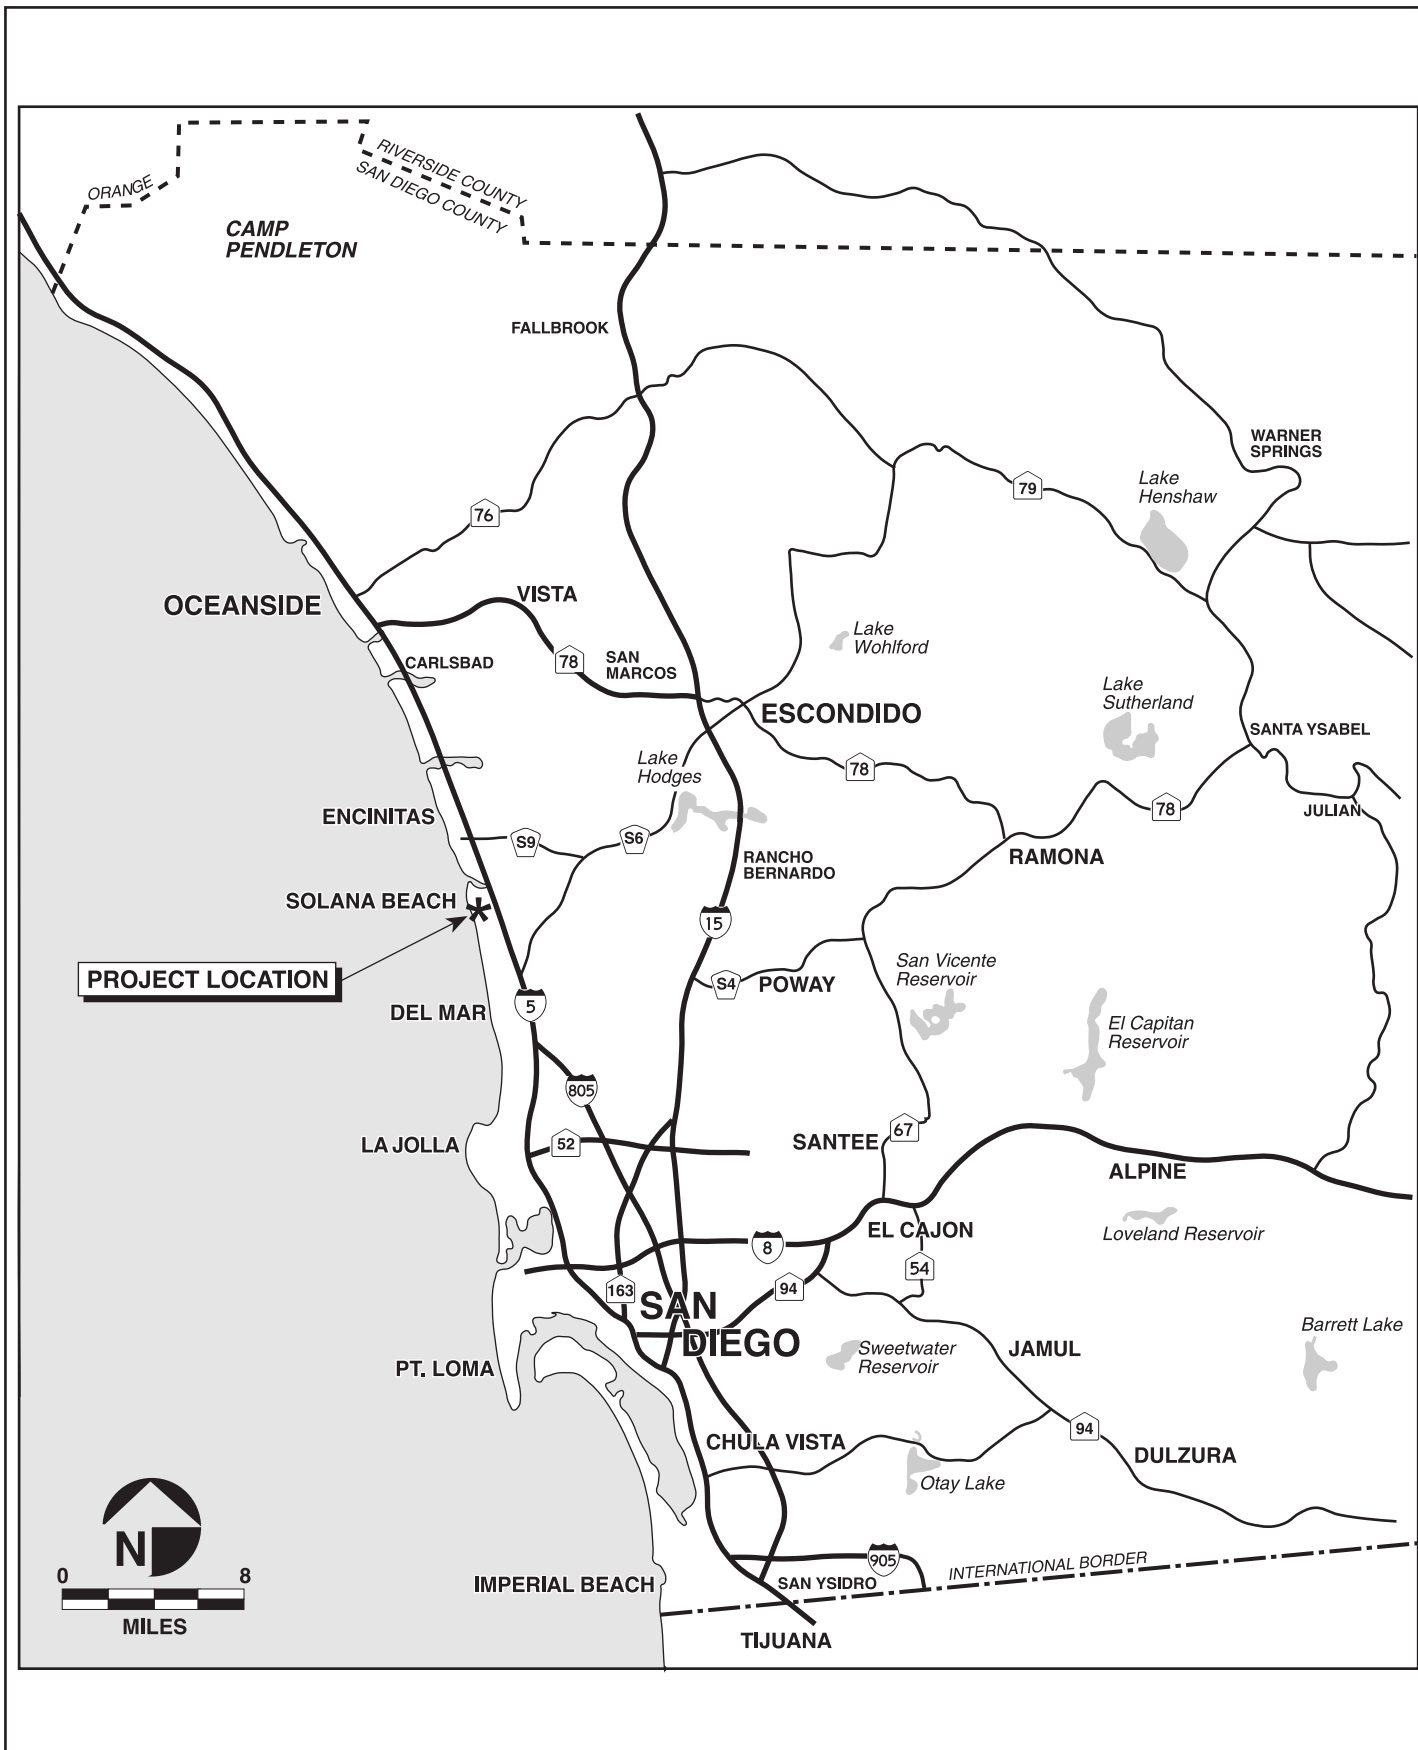 RIVERSIDE COUNTY
SAN DIEGO COUNTY
ORANGE
CAMP
PENDLETON
FALLBROOK
WARNER
SPRINGS
Lake
Henshaw
79
76
OCEANSIDE
VISTA
Lake
Wohlford
CARLSBAD
78
SAN
MARCOS
Lake
Sutherland
ESCONDIDO
SANTA YSABEL
Lake
Hodges
78
78
JULIAN
ENCINITAS
S9
S6
RANCHO
BERNARDO
RAMONA
SOLANA BEACH
15
PROJECT LOCATION
San Vicente
Reservoir
S4
POWAY
DEL MAR
5
El Capitan
Reservoir
805
LA JOLLA
52
SANTEE
67
ALPINE
EL CAJON
Loveland Reservoir
8
54
163
94
SAN
DIEGO
Barrett Lake
Sweetwater
Reservoir
JAMUL
PT. LOMA
94
CHULA VISTA
DULZURA
Otay Lake
N
905
INTERNATIONAL BORDER
0 8
MILES
IMPERIAL BEACH
SAN YSIDRO
TIJUANA